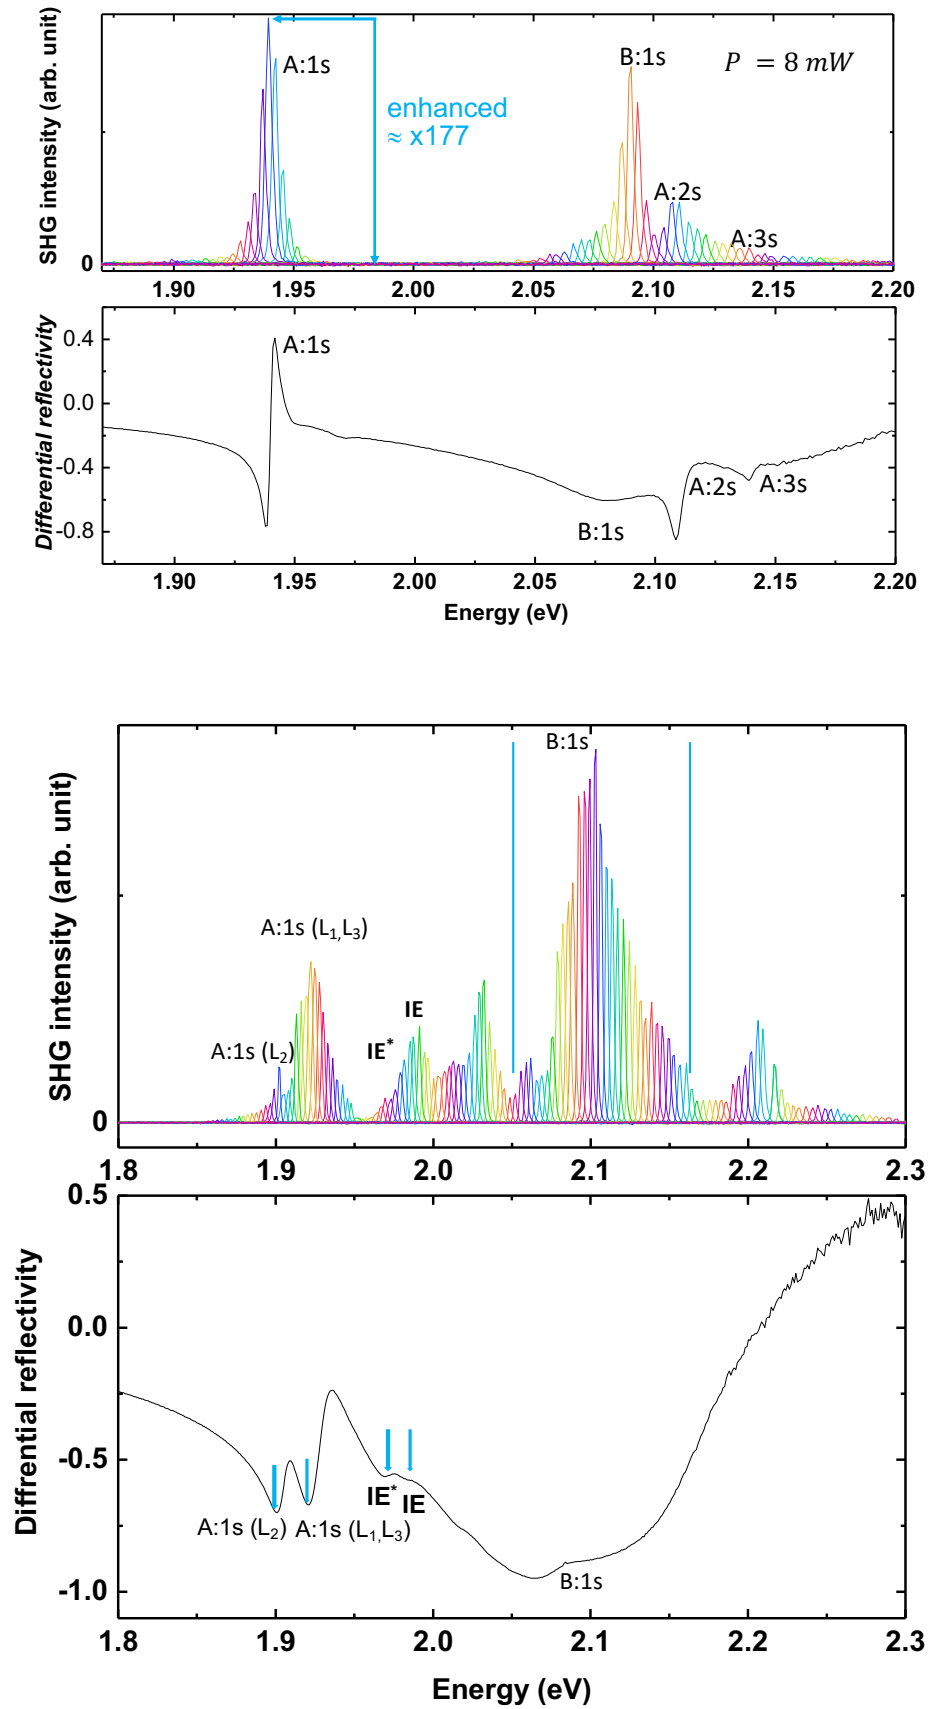 SHG intensity (arb. unit)
A:1s
enhanced
≈ x177
B:1s
P = 8 mW
A:2s
A:3s
0
1.90 1.95 2.00 2.05 2.10 2.15 2.20
Differential reflectivity
0.4
0.0
-0.4
-0.8
A:1s
B:1s
A:2s
A:3s
1.90 1.95 2.00 2.05 2.10 2.15 2.20
Energy (eV)
SHG intensity (arb. unit)
B:1s
A:1s (L1,L3)
IE
IE*
A:1s (L2)
0
1.8 1.9 2.0 2.1 2.2 2.3
Diffrential reflectivity
0.5
0.0
-0.5
-1.0
IE* IE
A:1s (L2) A:1s (L1,L3)
B:1s
1.8 1.9 2.0 2.1 2.2 2.3
Energy (eV)